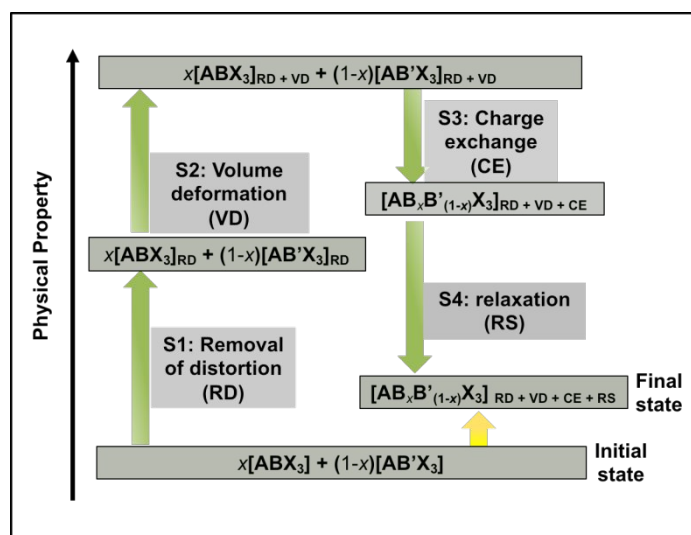 x[ABX₃]RD + VD + (1-x)[AB’X₃]RD + VD
S3: Charge
exchange
(CE)
S2: Volume
deformation
(VD)
[ABₓB’₍₁₋ₓ₎X₃]RD + VD + CE
x[ABX₃]RD + (1-x)[AB’X₃]RD
S4: relaxation
(RS)
S1: Removal
of distortion
(RD)
[ABₓB’₍₁₋ₓ₎X₃] RD + VD + CE + RS
Final
state
x[ABX₃] + (1-x)[AB’X₃]
Initial
state
Physical Property